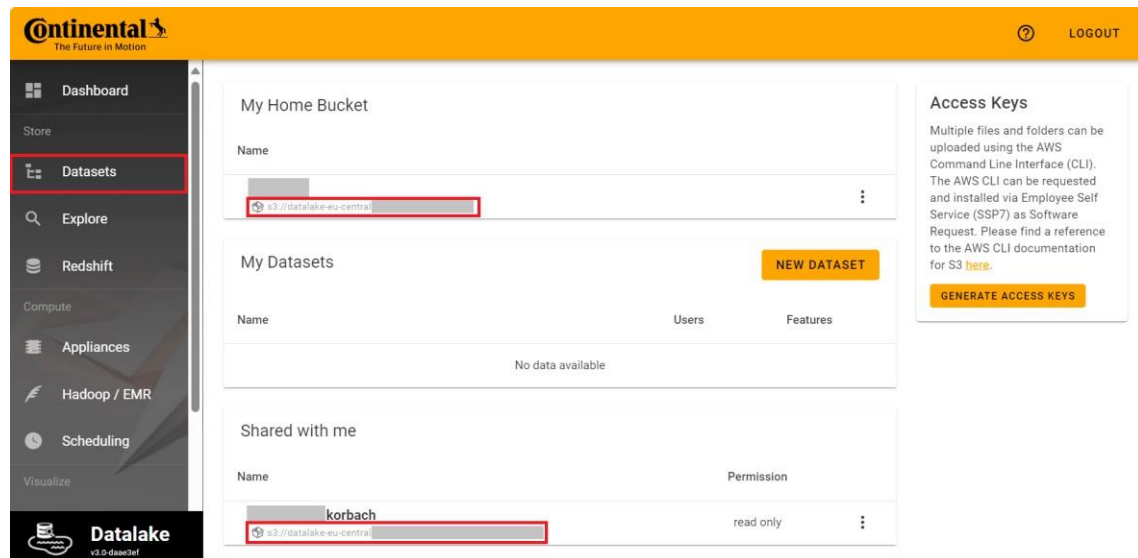 Continental
The Future in Motion
LOGOUT
Dashboard
Store
Datasets
Explore
Redshift
Compute
Appliances
Hadoop / EMR
Scheduling
Visualize
Datalake
v3.0-daae3ef
My Home Bucket
Name
s3://datalake-eu-central
My Datasets
NEW DATASET
Name Users Features
No data available
Shared with me
Name Permission
korbach
s3://datalake-eu-central
read only
Access Keys
Multiple files and folders can be
uploaded using the AWS
Command Line Interface (CLI).
The AWS CLI can be requested
and installed via Employee Self
Service (SSP7) as Software
Request. Please find a reference
to the AWS CLI documentation
for S3 here.
GENERATE ACCESS KEYS